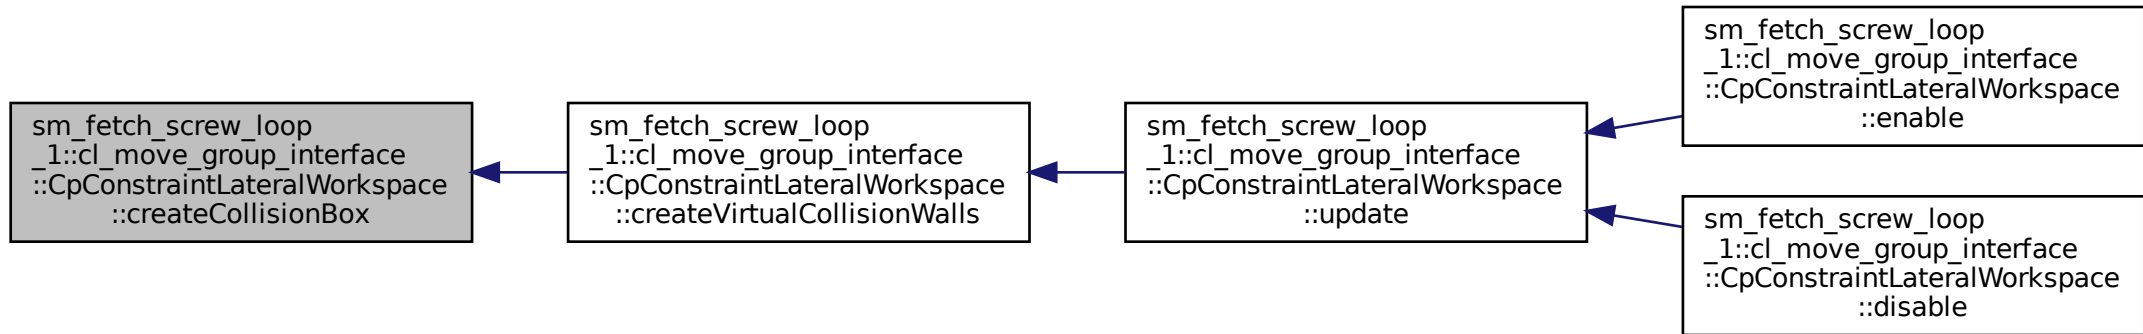 sm_fetch_screw_loop
_1::cl_move_group_interface
::CpConstraintLateralWorkspace
::createCollisionBox
sm_fetch_screw_loop
_1::cl_move_group_interface
::CpConstraintLateralWorkspace
::createVirtualCollisionWalls
sm_fetch_screw_loop
_1::cl_move_group_interface
::CpConstraintLateralWorkspace
::update
sm_fetch_screw_loop
_1::cl_move_group_interface
::CpConstraintLateralWorkspace
::enable
sm_fetch_screw_loop
_1::cl_move_group_interface
::CpConstraintLateralWorkspace
::disable